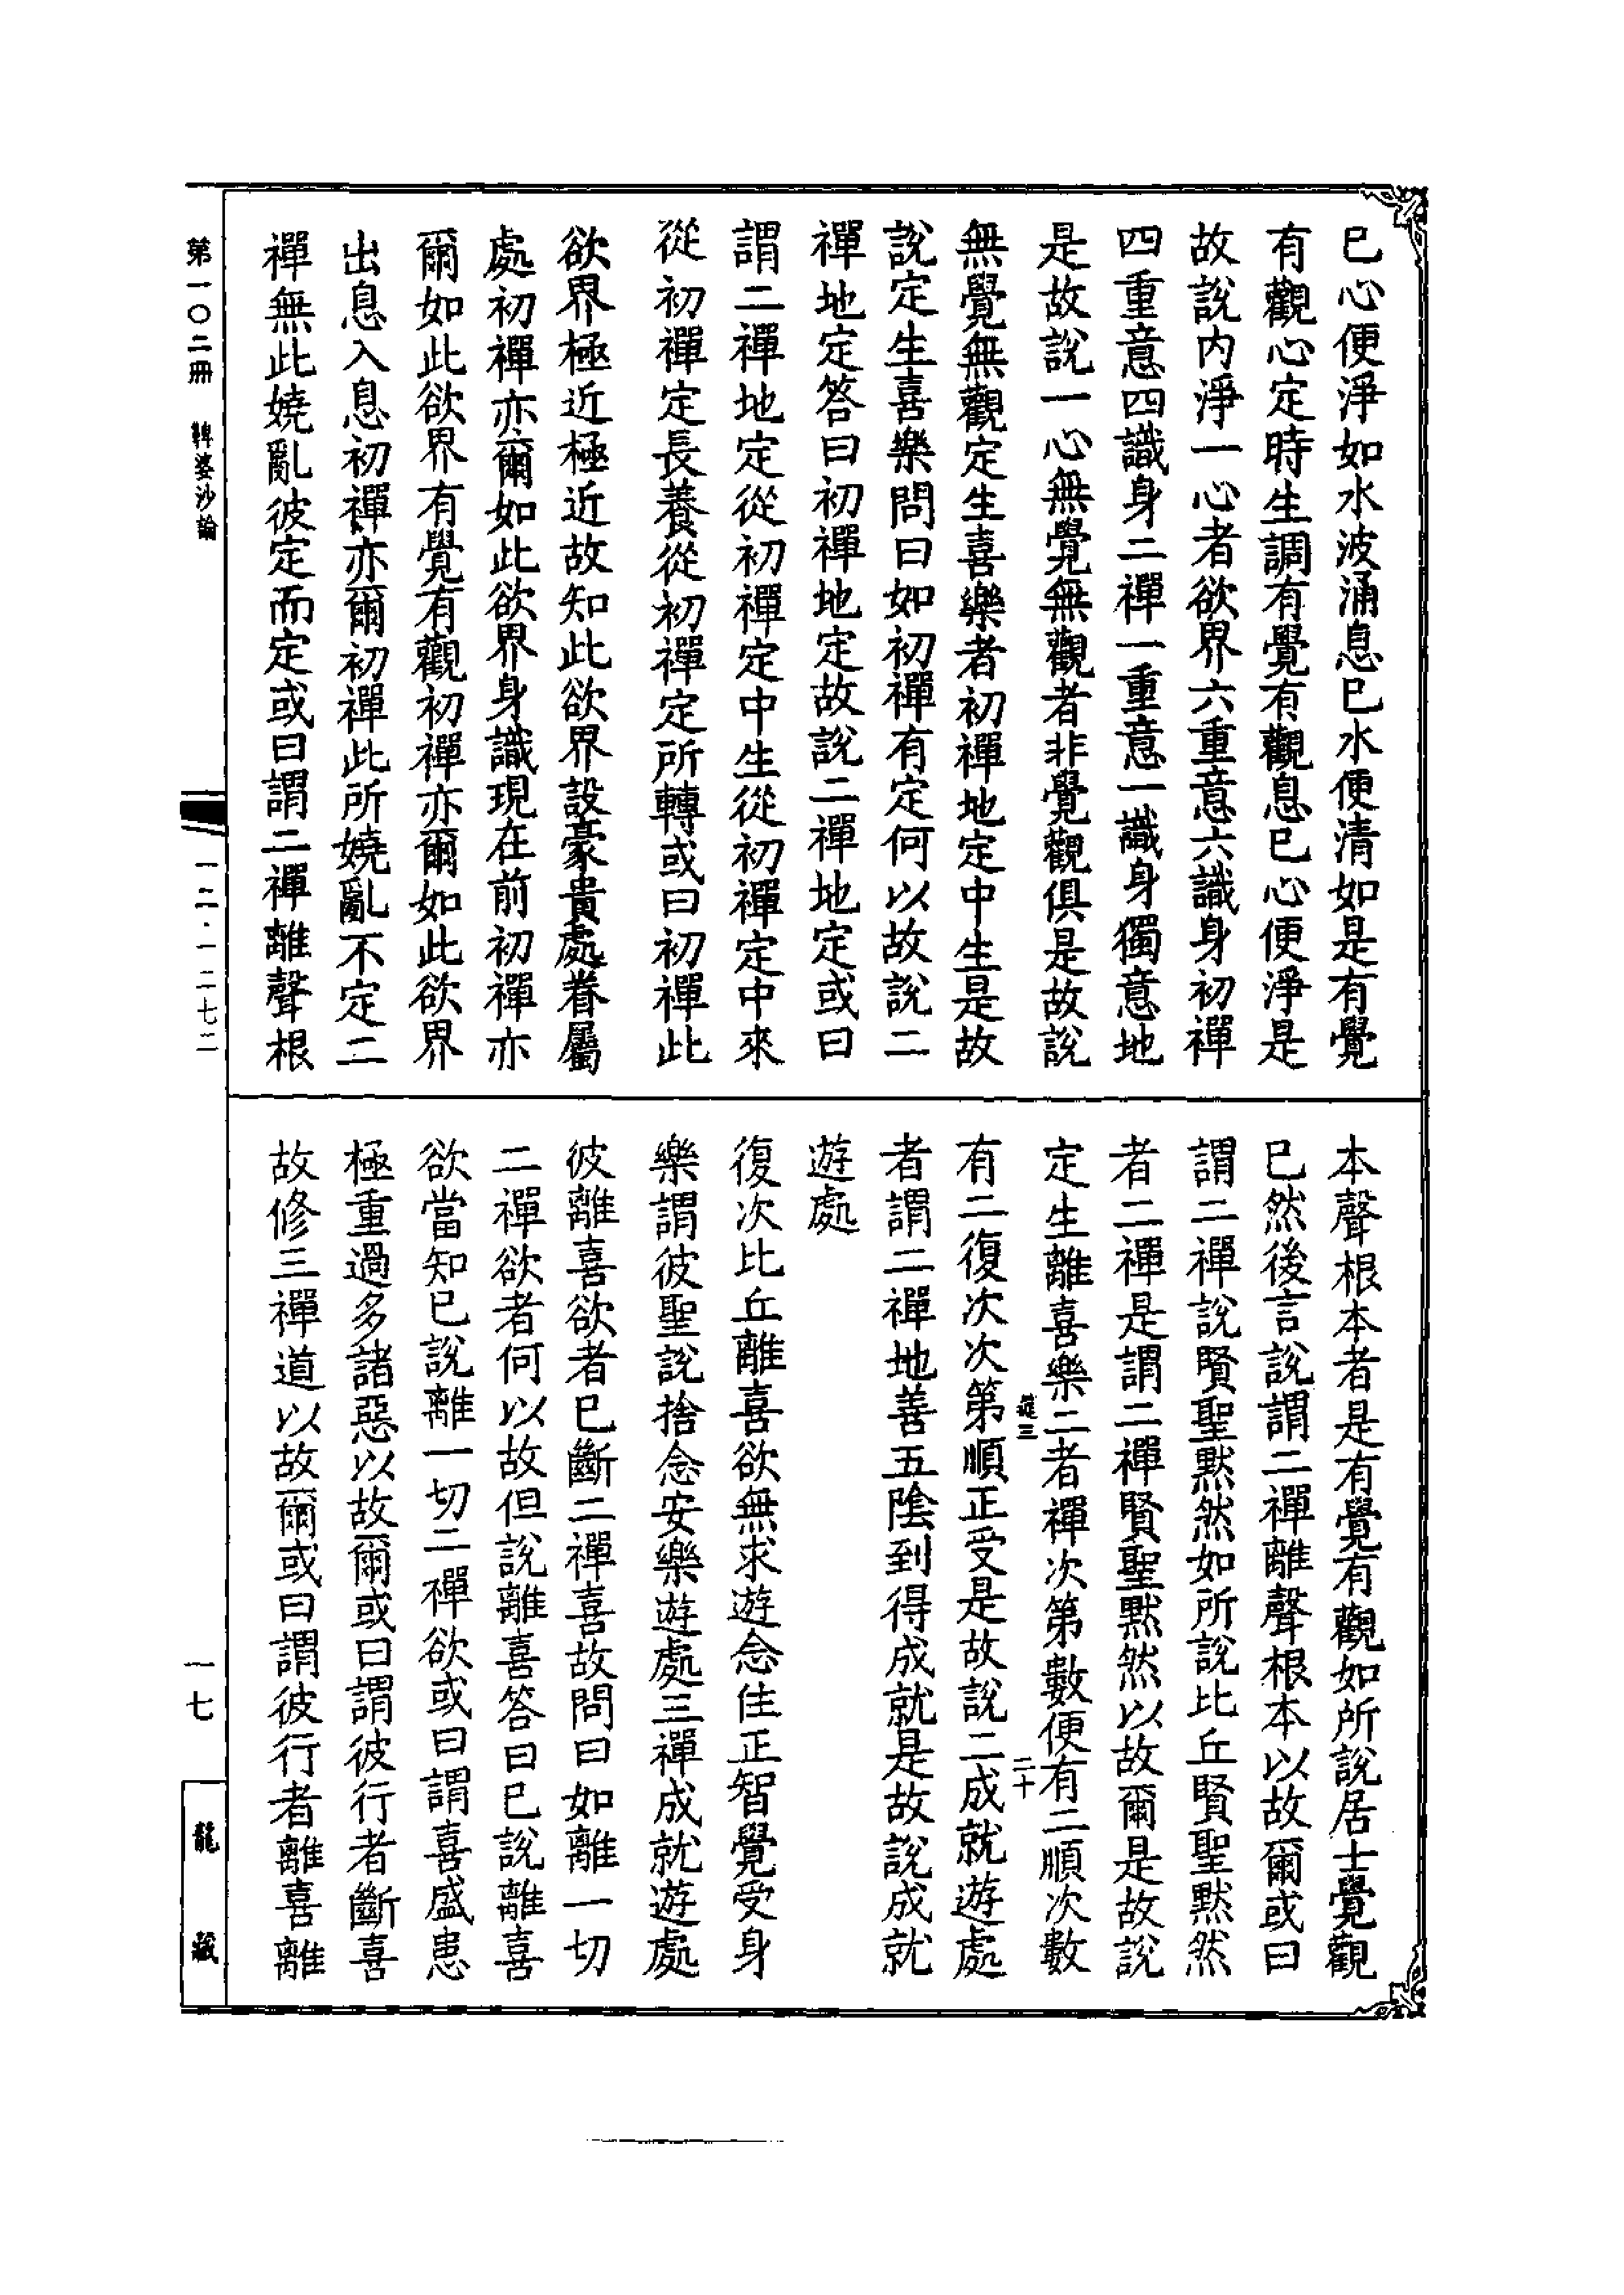 已心便淨如水波涌息已水便清如是有覺
有觀心定時生調有覺有觀息已心便淨是
故說内淨一心者欲界六重意六識身初禪
四重意四識身二禪一重意一識身獨意地
是故說一心無覺無觀者非覺觀俱是故說
無覺無觀定生喜樂者初禪地定中生是故
說定生喜樂問曰如初禪有定何以故說二
禪地定答曰初禪地定故說二禪地定或曰
謂二禪地定從初禪定中生從初禪定中來
從初禪定長養從初禪定所轉或曰初禪此
欲界極近極近故知此欲界設豪貴處眷屬
處初禪亦爾如此欲界身識現在前初禪亦
爾如此欲界有覺有觀初禪亦爾如此欲界
出息入息初禪亦爾初禪此所嬈亂不定二
禪無此嬈亂彼定而定或曰謂二禪離聲根
本聲根本者是有覺有觀如所說居士覺觀
已然後言說謂二禪離聲根本以故爾或曰
謂二禪說賢聖默然如所說比丘賢聖默然
者二禪是謂二禪賢聖默然以故爾是故說
定生離喜樂二者禪次第數便有二順次數
有二復次次第順正受是故說二成就遊處
者謂二禪地善五陰到得成就是故說成就
遊處
復次比丘離喜欲無求遊念住正智覺受身
樂謂彼聖說捨念安樂遊處三禪成就遊處
彼離喜欲者已斷二禪喜故問曰如離一切
二禪欲者何以故但說離喜答曰已說離喜
欲當知已說離一切二禪欲或曰謂喜盛患
極重過多諸惡以故爾或曰謂彼行者斷喜
故修三禪道以故爾或曰謂彼行者離喜離
二十
第一〇二冊 鞞婆沙論
一二·一二七二
一七
龍藏